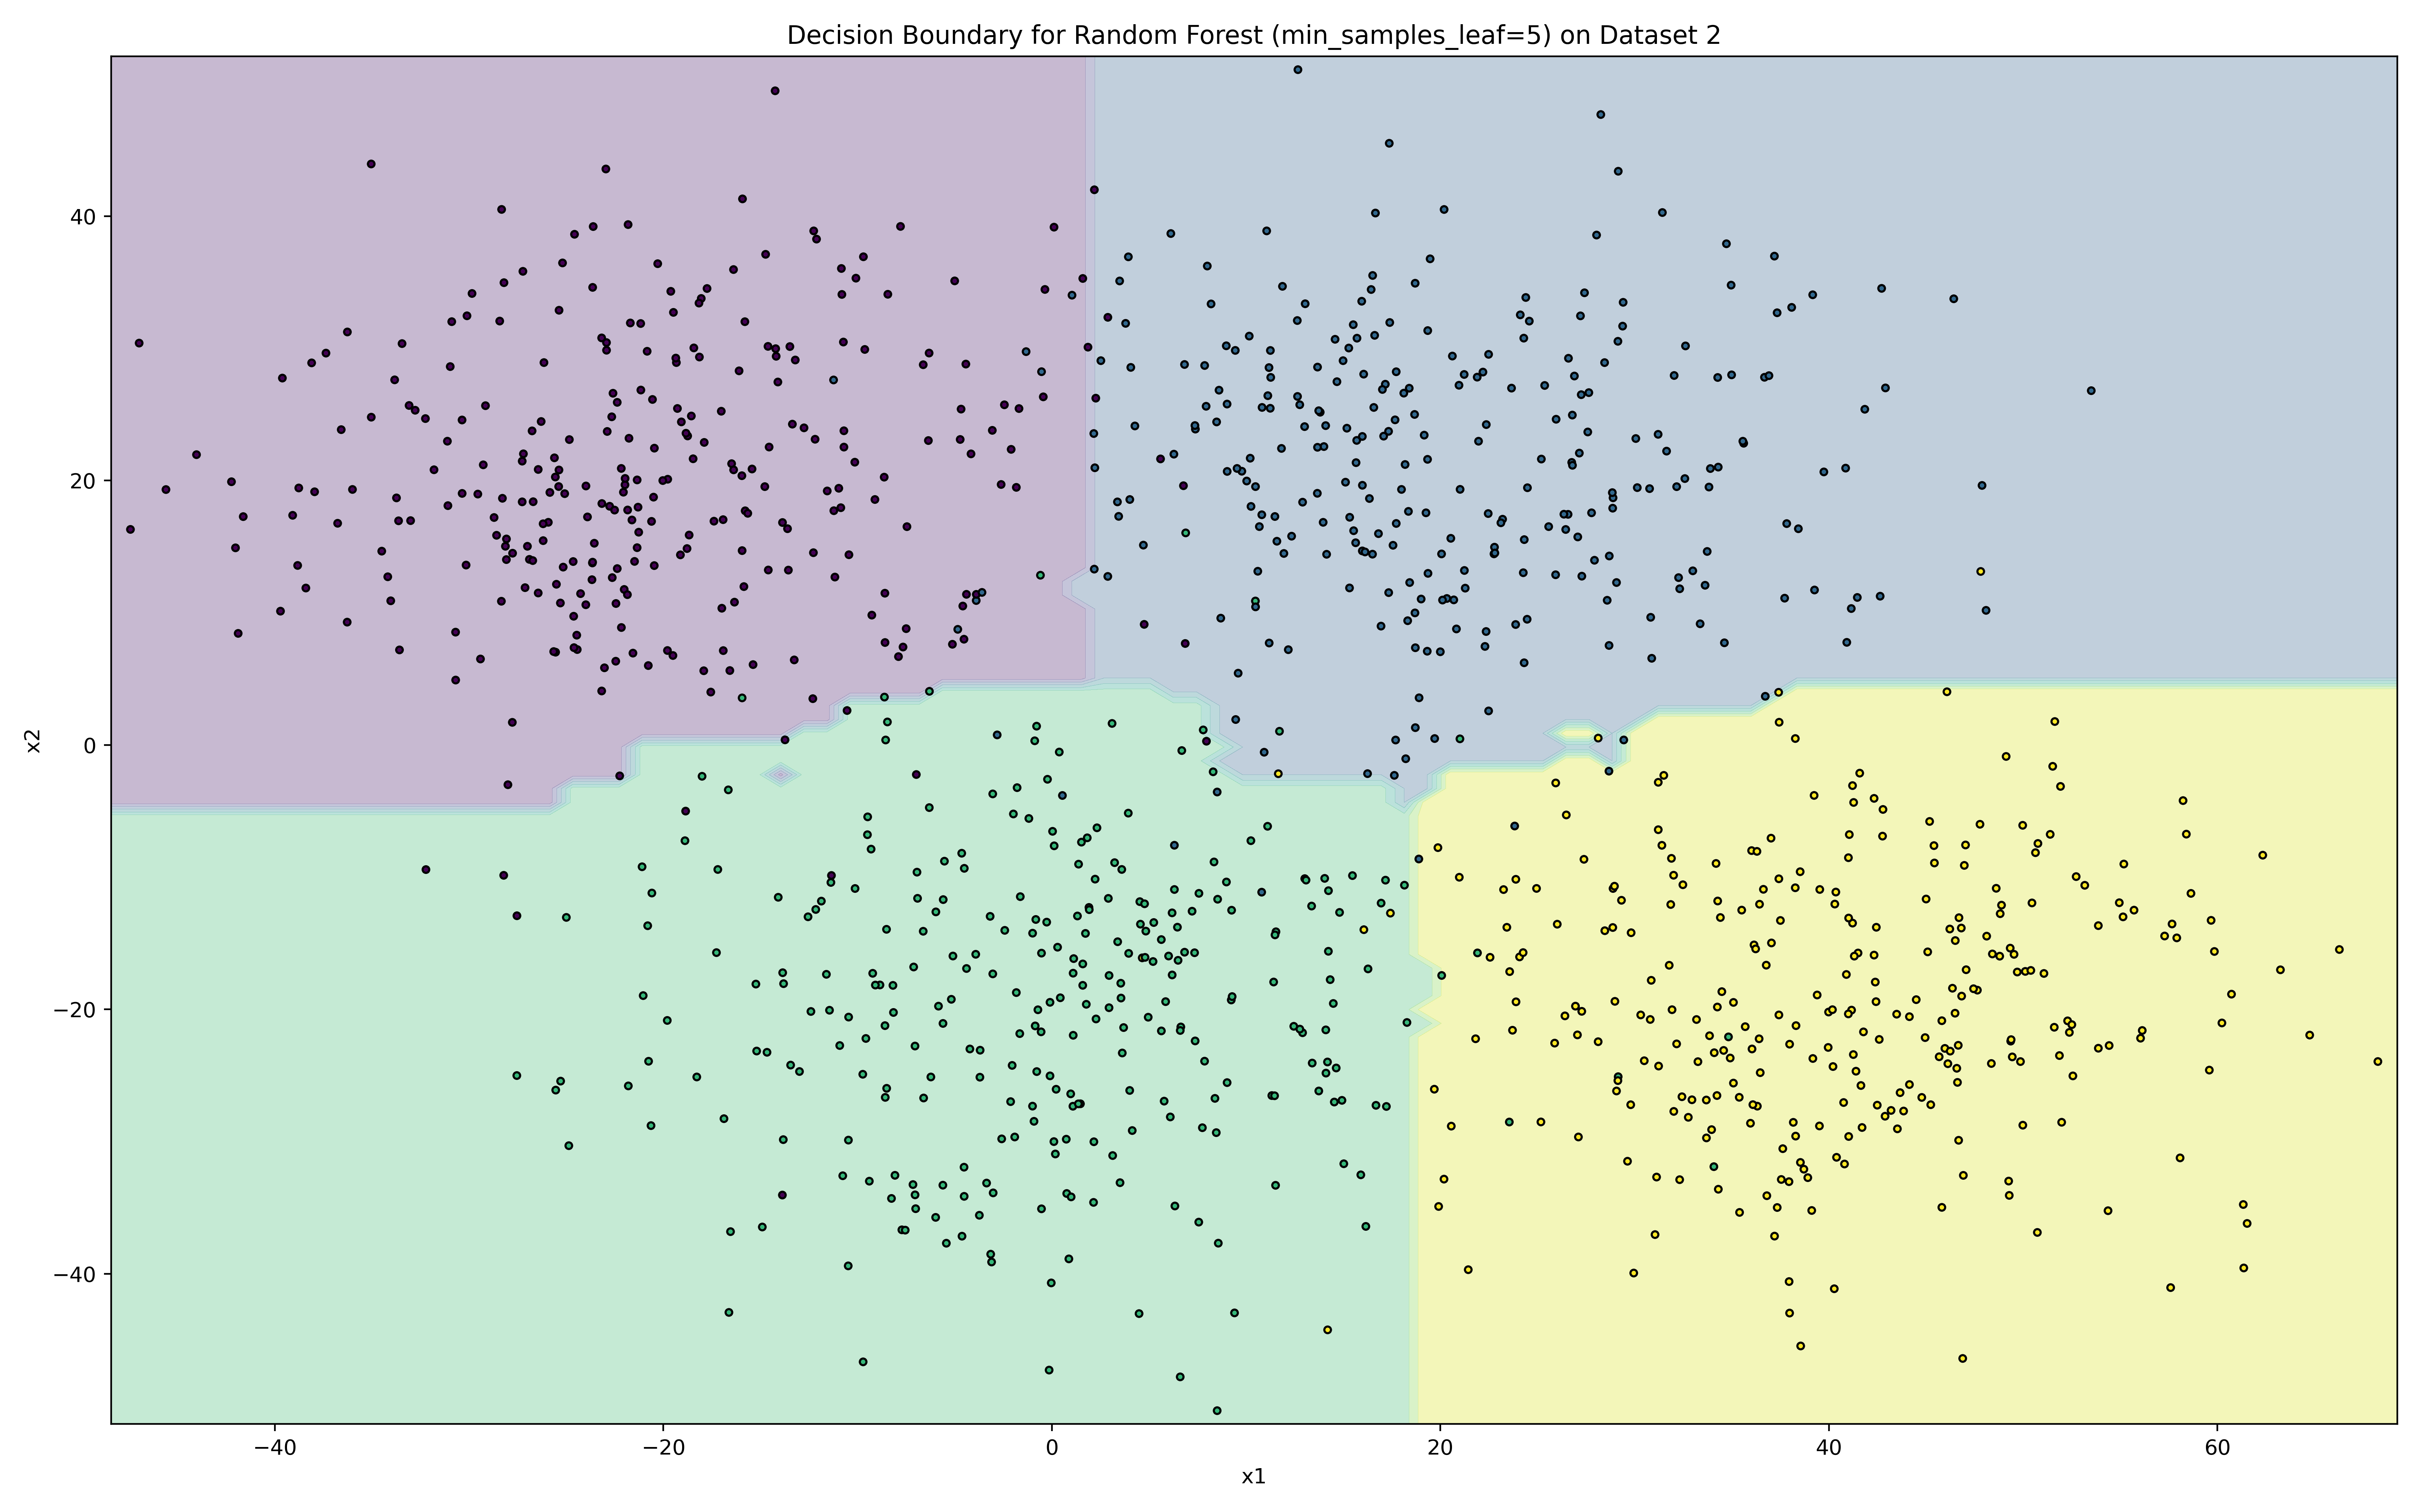 Decision Boundary for Random Forest (min_samples_leaf=5) on Dataset 2
40
20
0
−20
−40
x2
−40 −20 0 20 40 60
x1